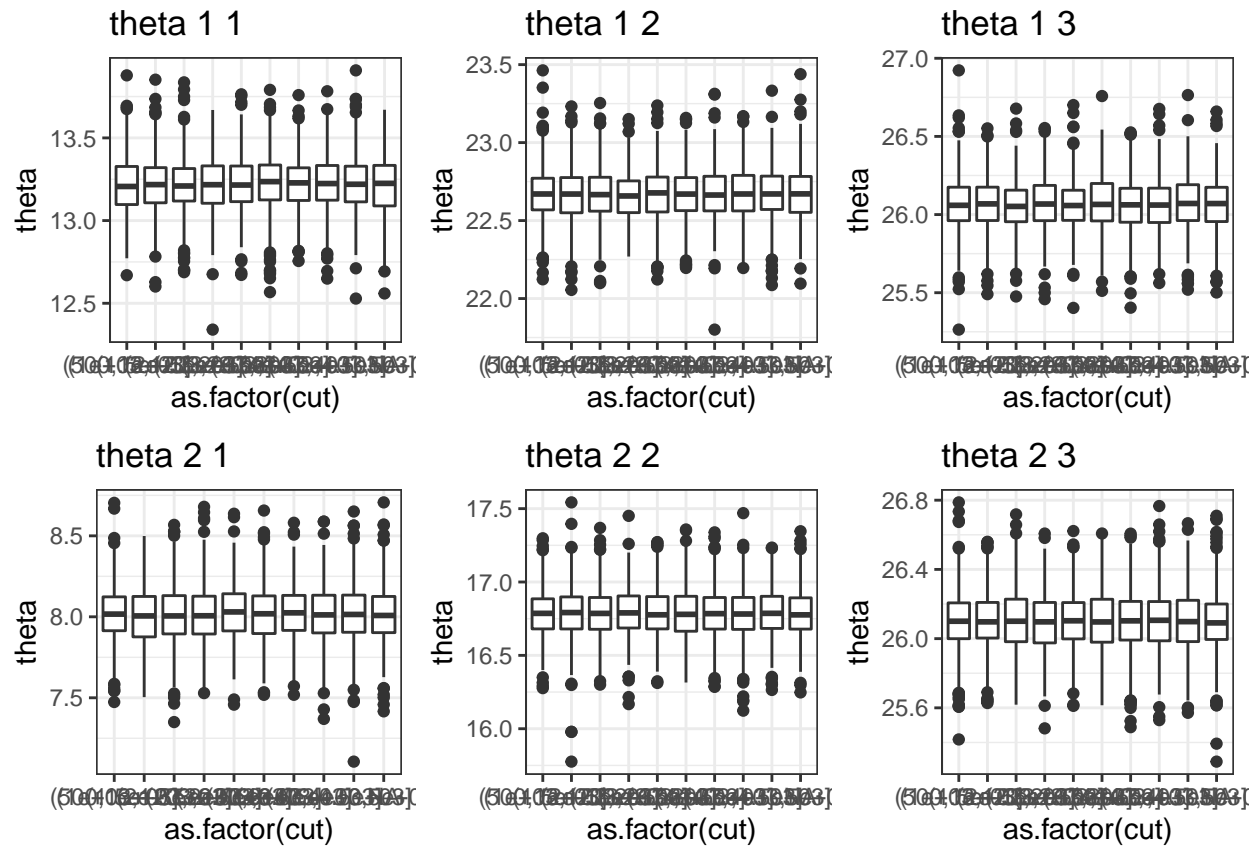 theta 1 1
theta 1 2
theta 1 3
theta
13.5
13.0
12.5
as.factor(cut)
theta
23.5
23.0
22.5
22.0
as.factor(cut)
theta
27.0
26.5
26.0
25.5
as.factor(cut)
theta 2 1
theta 2 2
theta 2 3
theta
8.5
8.0
7.5
as.factor(cut)
theta
17.5
17.0
16.5
16.0
as.factor(cut)
theta
26.8
26.4
26.0
25.6
as.factor(cut)